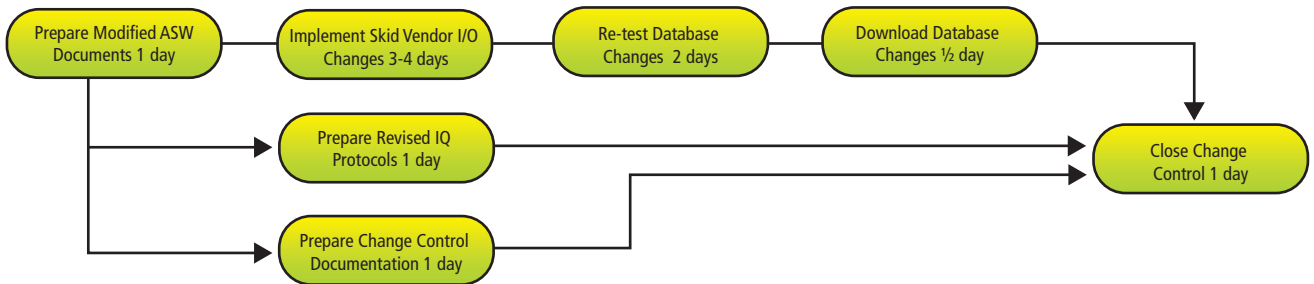 Prepare Modified ASW
Documents 1 day
Implement Skid Vendor I/O
Changes 3-4 days
Re-test Database
Changes 2 days
Download Database
Changes ½ day
Prepare Revised IQ
Protocols 1 day
Close Change
Control 1 day
Prepare Change Control
Documentation 1 day